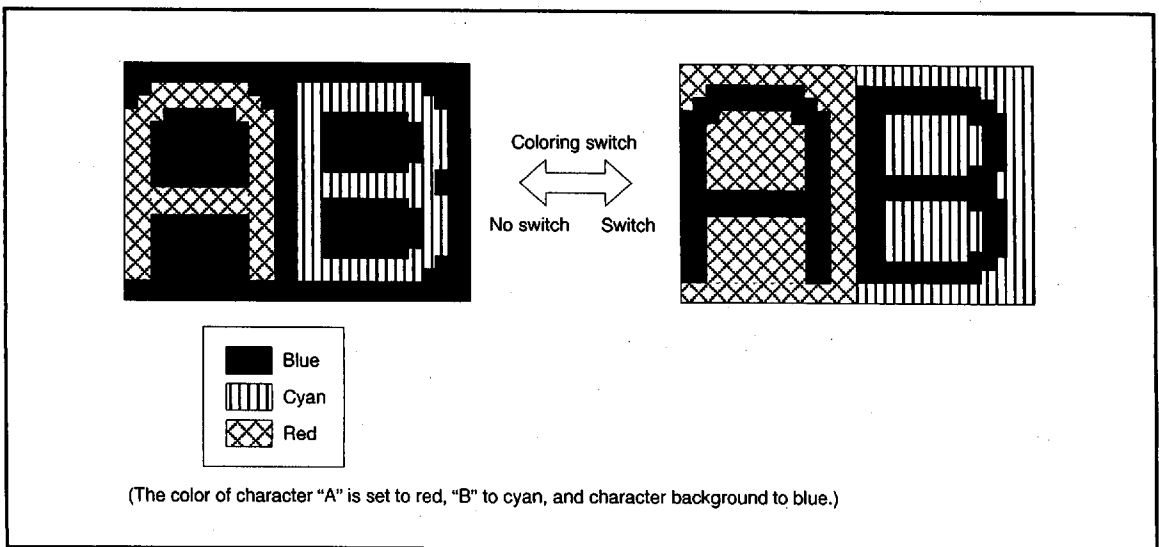 A B
Coloring switch
No switch Switch
A B
Blue
Cyan
Red
(The color of character “A” is set to red, “B” to cyan, and character background to blue.)